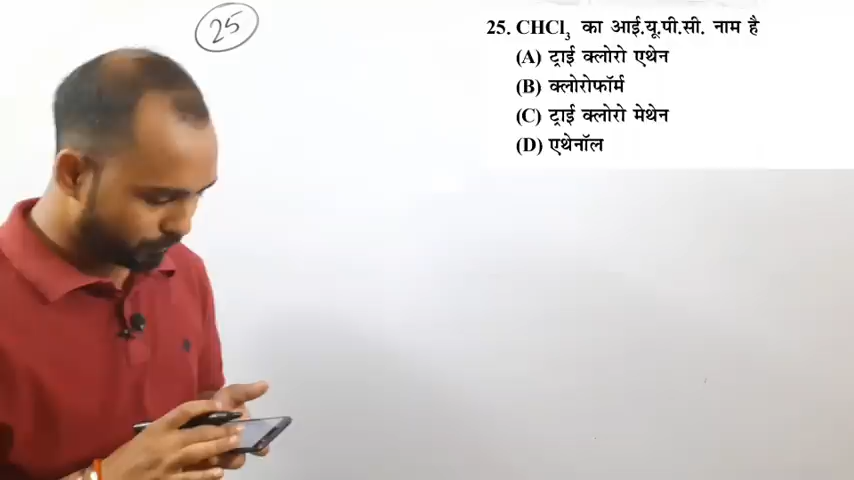 25
25. CHCl₃ का आई.यू.पी.सी. नाम है
(A) ट्राई क्लोरो एथेन
(B) क्लोरोफॉर्म
(C) ट्राई क्लोरो मेथेन
(D) एथेनॉल